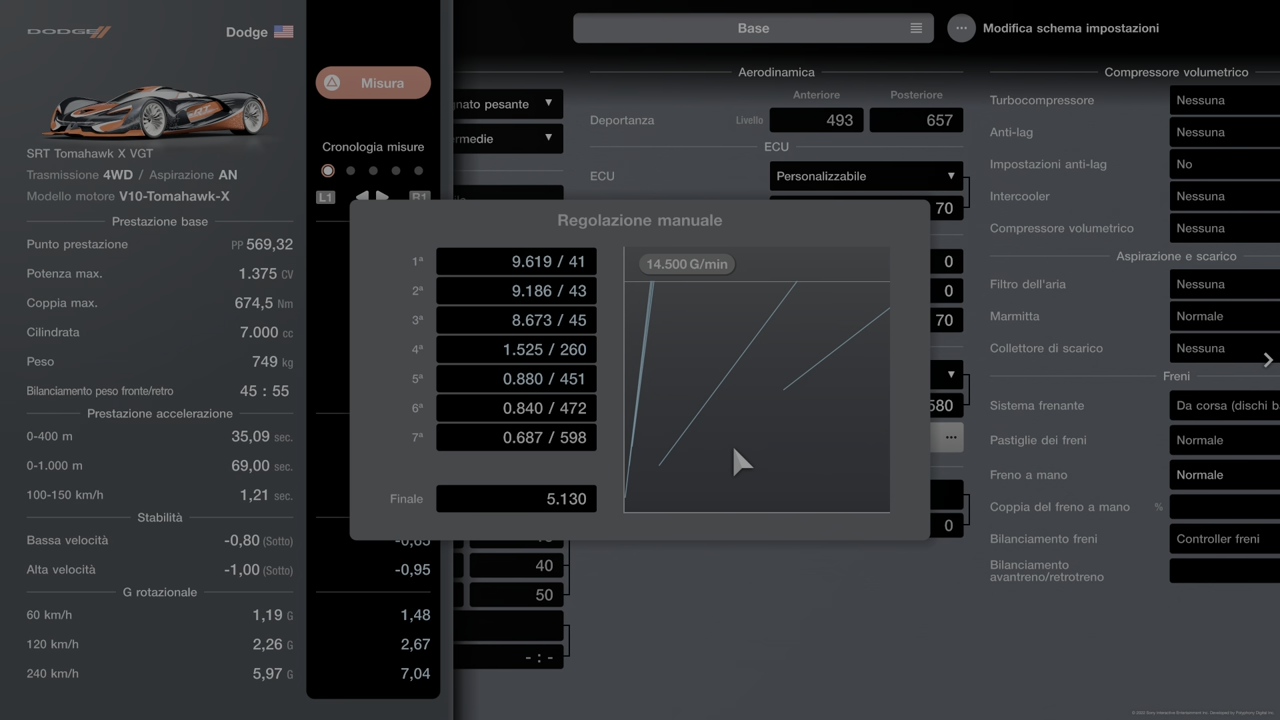 DODGE
Dodge
SRT Tomahawk X VGT
Trasmissione 4WD / Aspirazione AN
Modello motore V10-Tomahawk-X
Prestazione base
Punto prestazione PP 569,32
Potenza max. 1.375 CV
Coppia max. 674,5 Nm
Cilindrata 7.000 cc
Peso 749 kg
Bilanciamento peso fronte/retro 45 : 55
Prestazione accelerazione
0-400 m 35,09 sec.
0-1.000 m 69,00 sec.
100-150 km/h 1,21 sec.
Stabilità
Bassa velocità -0,80 (Sotto)
Alta velocità -1,00 (Sotto)
G rotazionale
60 km/h 1,19 G
120 km/h 2,26 G
240 km/h 5,97 G
Misura
Cronologia misure
L1 R1
-0,95
1,48
2,67
7,04
Base
Modifica schema impostazioni
gnato pesante
rmedie
40
50
- : -
Aerodinamica
Anteriore Posteriore
Deportanza Livello 493 657
ECU
ECU Personalizzabile
70
0
0
70
580
0
Regolazione manuale
1ª 9.619 / 41
2ª 9.186 / 43
3ª 8.673 / 45
4ª 1.525 / 260
5ª 0.880 / 451
6ª 0.840 / 472
7ª 0.687 / 598
Finale 5.130
14.500 G/min
Compressore volumetrico
Turbocompressore Nessuna
Anti-lag Nessuna
Impostazioni anti-lag No
Intercooler Nessuna
Compressore volumetrico Nessuna
Aspirazione e scarico
Filtro dell'aria Nessuna
Marmitta Normale
Collettore di scarico Nessuna
Freni
Sistema frenante Da corsa (dischi b
Pastiglie dei freni Normale
Freno a mano Normale
Coppia del freno a mano %
Bilanciamento freni Controller freni
Bilanciamento
avantreno/retrotreno